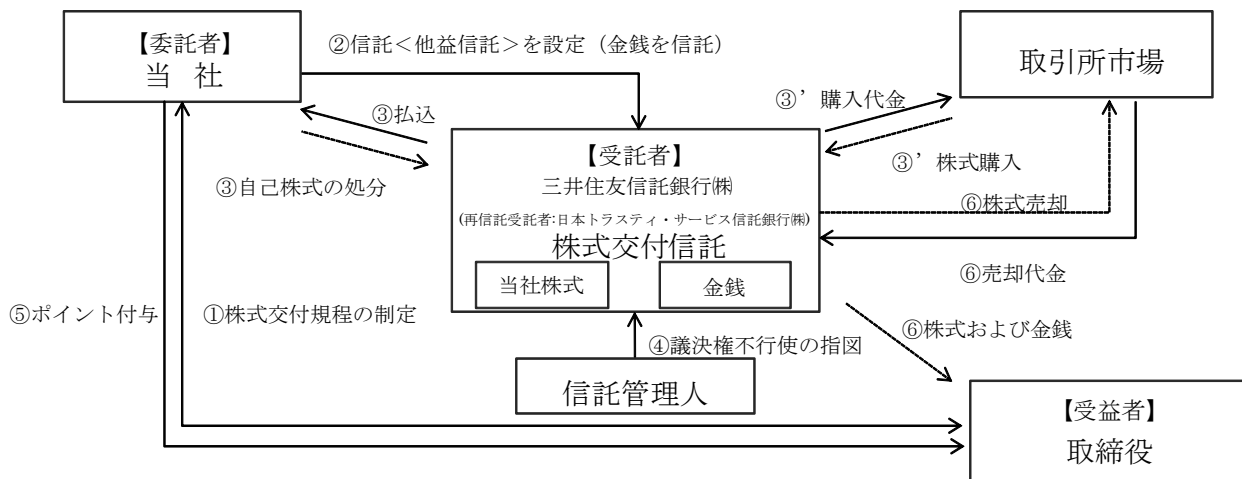 【委託者】
当 社
②信託<他益信託>を設定（金銭を信託）
取引所市場
③払込
③自己株式の処分
③’購入代金
③’株式購入
【受託者】
三井住友信託銀行㈱
(再信託受託者:日本トラスティ・サービス信託銀行㈱)
株式交付信託
当社株式
金銭
⑥株式売却
⑥売却代金
⑤ポイント付与
①株式交付規程の制定
④議決権不行使の指図
⑥株式および金銭
信託管理人
【受益者】
取締役